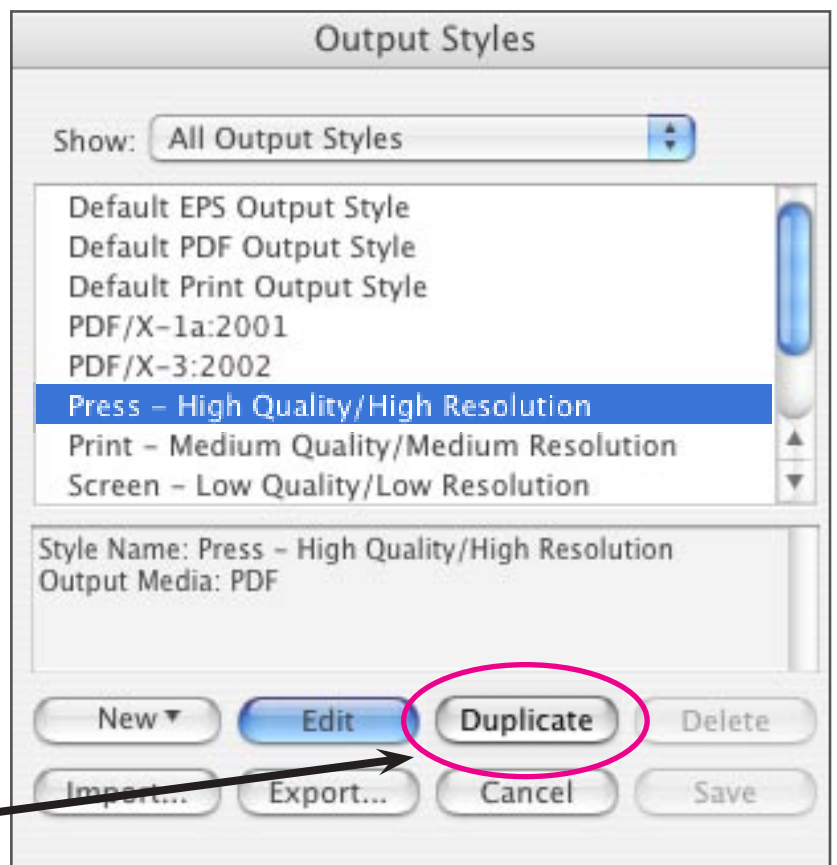 Output Styles
Show: All Output Styles
Default EPS Output Style
Default PDF Output Style
Default Print Output Style
PDF/X-1a:2001
PDF/X-3:2002
Press – High Quality/High Resolution
Print – Medium Quality/Medium Resolution
Screen – Low Quality/Low Resolution
Style Name: Press – High Quality/High Resolution
Output Media: PDF
New Edit Duplicate Delete
Import... Export... Cancel Save